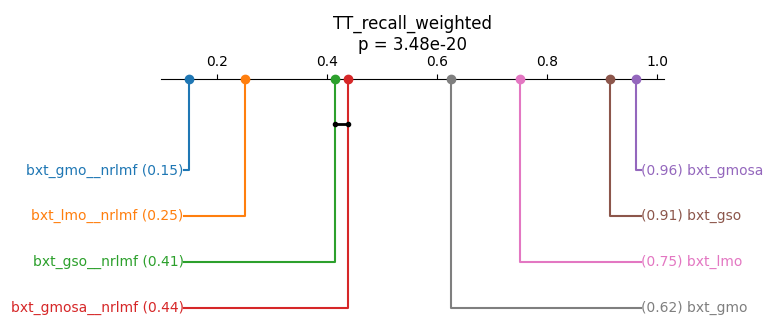 TT_recall_weighted
p = 3.48e-20
0.2 0.4 0.6 0.8 1.0
bxt_gmo__nrlmf (0.15) (0.96) bxt_gmosa
bxt_lmo__nrlmf (0.25) (0.91) bxt_gso
bxt_gso__nrlmf (0.41) (0.75) bxt_lmo
bxt_gmosa__nrlmf (0.44) (0.62) bxt_gmo